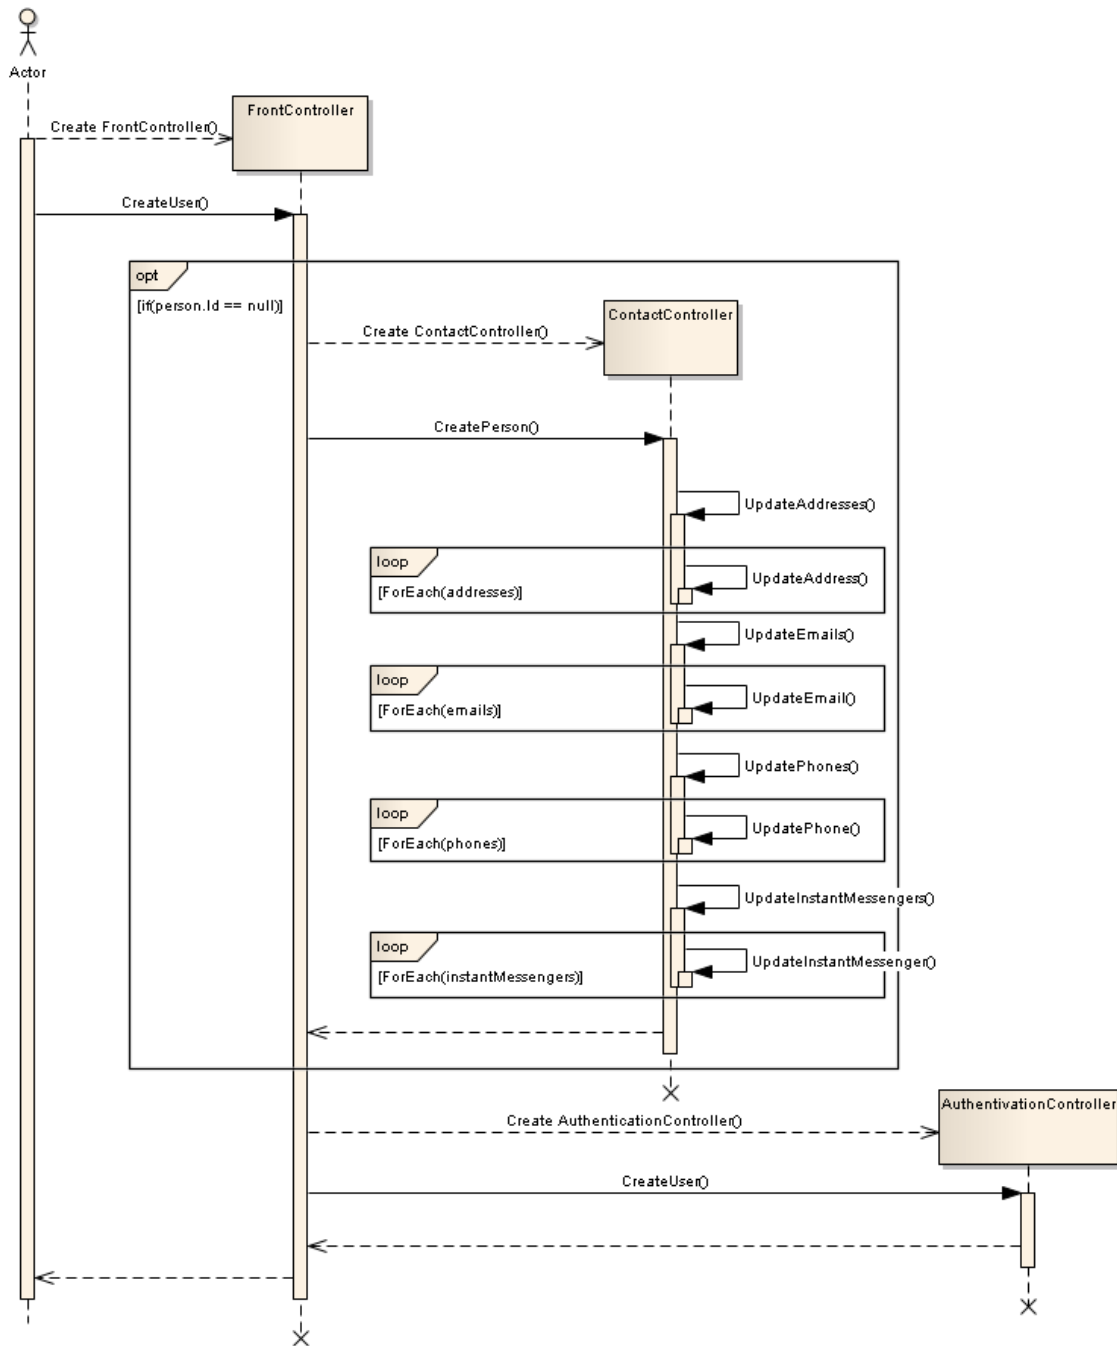 Actor
FrontController
Create FrontController()
CreateUser()
opt
[if(person.Id == null)]
ContactController
Create ContactController()
CreatePerson()
UpdateAddresses()
loop
UpdateAddress()
[ForEach(addresses)]
UpdateEmails()
loop
UpdateEmail()
[ForEach(emails)]
UpdatePhones()
loop
UpdatePhone()
[ForEach(phones)]
UpdateInstantMessengers()
loop
UpdateInstantMessenger()
[ForEach(instantMessengers)]
AuthentivationController
Create AuthenticationController()
CreateUser()